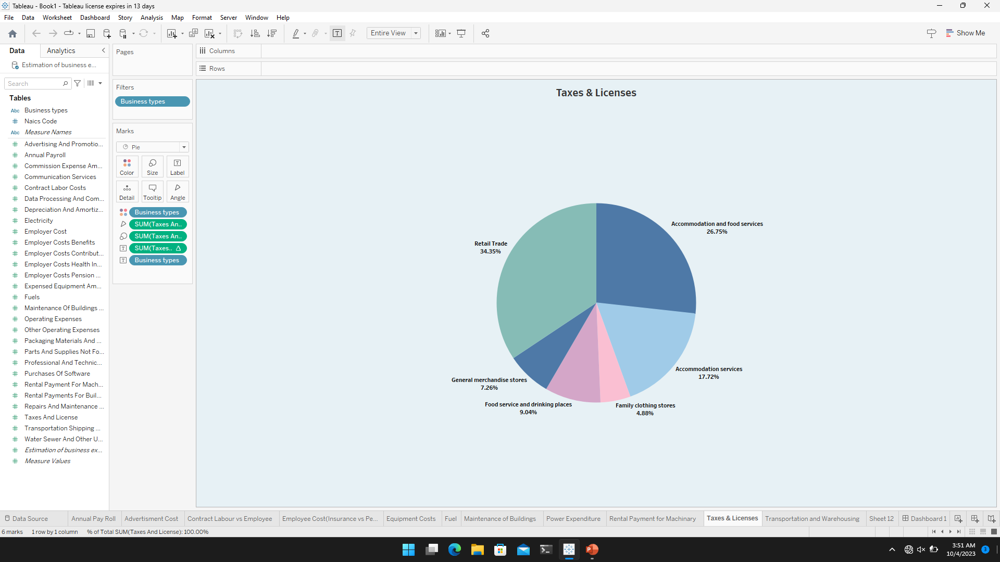 Tableau - Book1 - Tableau license expires in 13 days
File Data Worksheet Dashboard Story Analysis Map Format Server Window Help
Entire View
Show Me
Data Analytics
Estimation of business e...
Search
Tables
Abc Business types
Naics Code
Abc Measure Names
Advertising And Promotio...
Annual Payroll
Commission Expense Am...
Communication Services
Contract Labor Costs
Data Processing And Com...
Depreciation And Amortiz...
Electricity
Employer Cost
Employer Costs Benefits
Employer Costs Contribut...
Employer Costs Health In...
Employer Costs Pension ...
Expensed Equipment Am...
Fuels
Maintenance Of Buildings ...
Operating Expenses
Other Operating Expenses
Packaging Materials And ...
Parts And Supplies Not Fo...
Professional And Technic...
Purchases Of Software
Rental Payment For Mach...
Rental Payments For Buil...
Repairs And Maintenance ...
Taxes And License
Transportation Shipping ...
Water Sewer And Other U...
Estimation of business ex...
Measure Values
Pages
Filters
Business types
Marks
Pie
Color Size Label
Detail Tooltip Angle
Business types
SUM(Taxes An..
SUM(Taxes An..
SUM(Taxes..
Business types
Columns
Rows
Taxes & Licenses
Accommodation and food services
26.75%
Retail Trade
34.35%
Accommodation services
17.72%
General merchandise stores
7.26%
Food service and drinking places
9.04%
Family clothing stores
4.88%
Data Source Annual Pay Roll Advertisment Cost Contract Labour vs Employee Employee Cost(Insurance vs Pe... Equipment Costs Fuel Maintenance of Buildings Power Expenditure Rental Payment for Machinary Taxes & Licenses Transportation and Warehousing Sheet 12 Dashboard 1
6 marks 1 row by 1 column % of Total SUM(Taxes And License): 100.00%
3:51 AM
10/4/2023
3